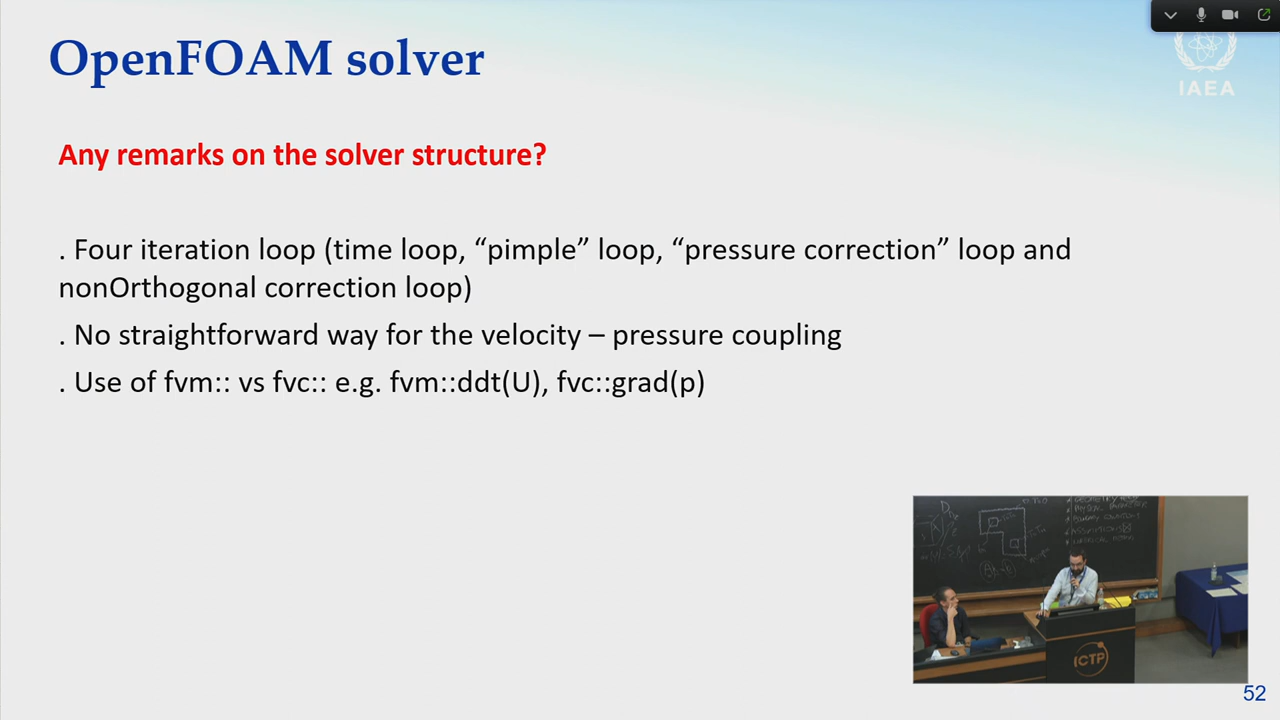 OpenFOAM solver
IAEA
Any remarks on the solver structure?
. Four iteration loop (time loop, “pimple” loop, “pressure correction” loop and
nonOrthogonal correction loop)
. No straightforward way for the velocity – pressure coupling
. Use of fvm:: vs fvc:: e.g. fvm::ddt(U), fvc::grad(p)
ICTP
52